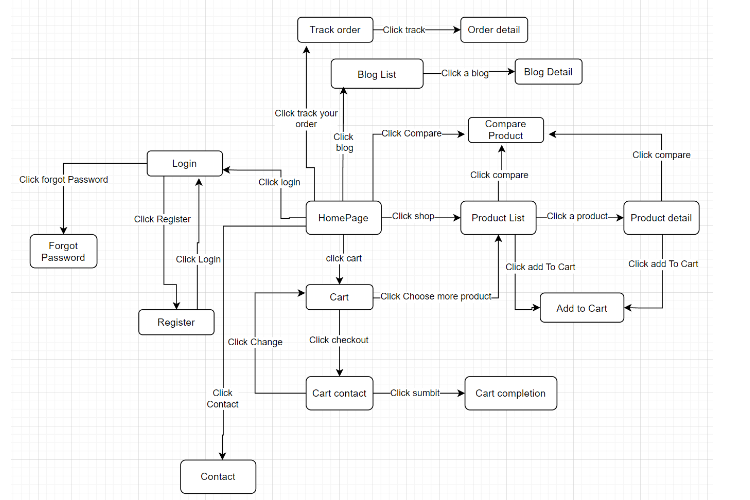 Track order
Click track
Order detail
Blog List
Click a blog
Blog Detail
Click track your
order
Click
blog
Click Compare
Compare
Product
Click compare
Click compare
Login
Click forgot Password
Click login
Click Register
Click Login
Forgot
Password
Register
HomePage
Click shop
Product List
Click a product
Product detail
click cart
Click add To Cart
Click add To Cart
Cart
Click Choose more product
Add to Cart
Click Change
Click checkout
Click
Contact
Cart contact
Click sumbit
Cart completion
Contact